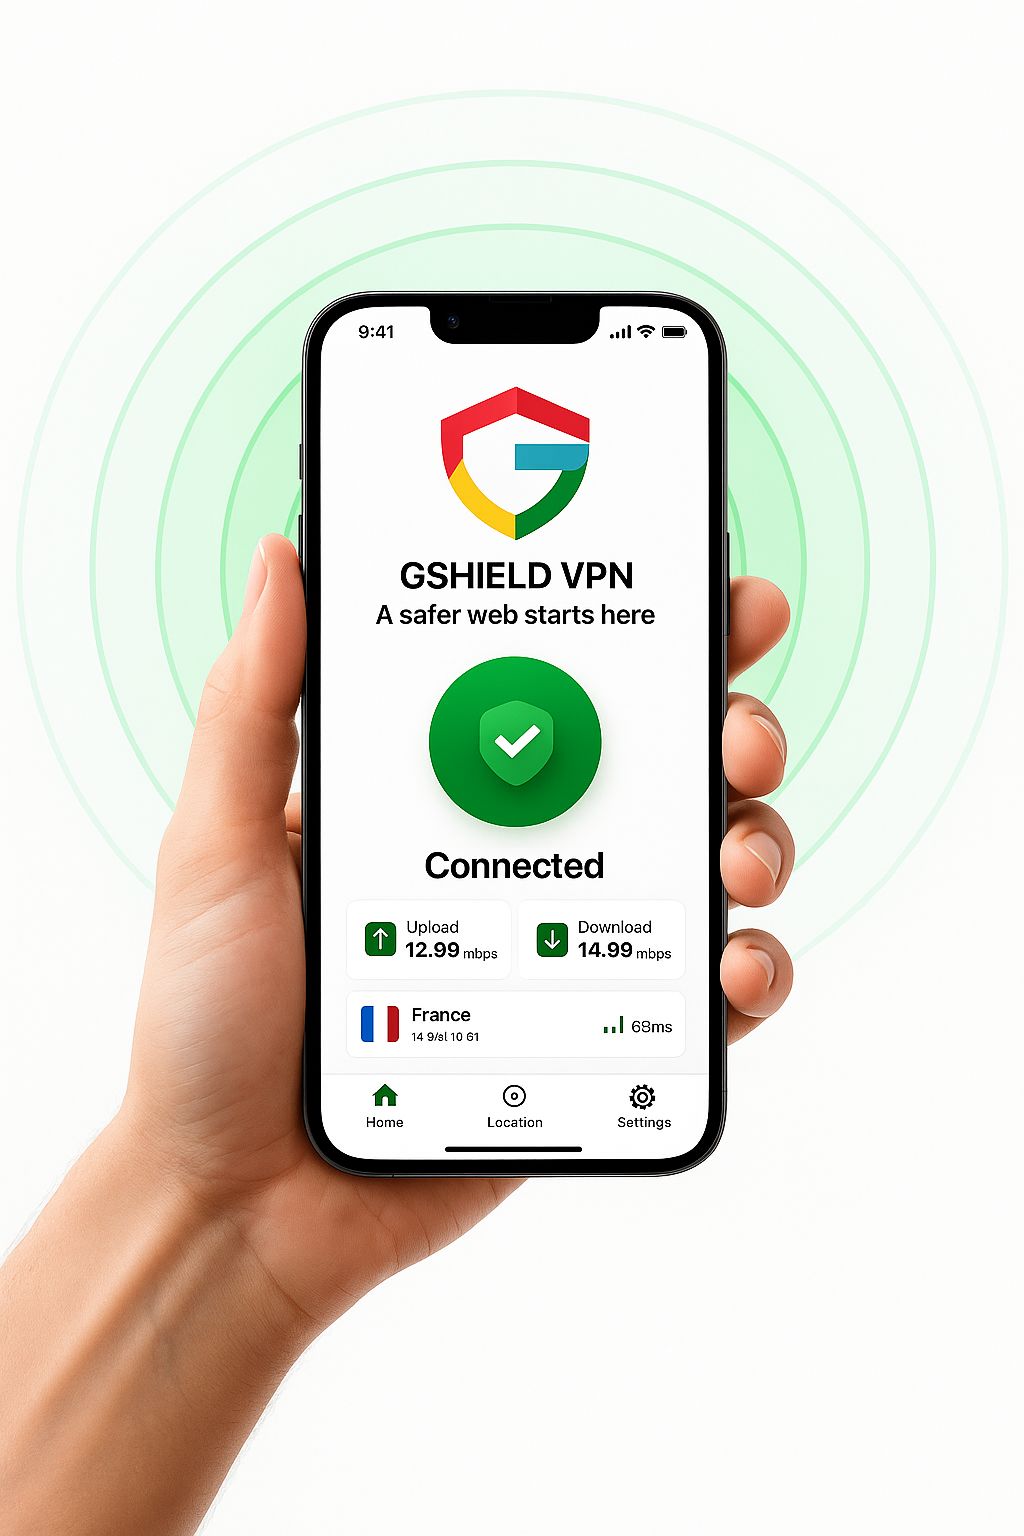 9:41
GSHIELD VPN
A safer web starts here
Connected
Upload
12.99 mbps
Download
14.99 mbps
France
14 9/sl 10 61
68ms
Home
Location
Settings